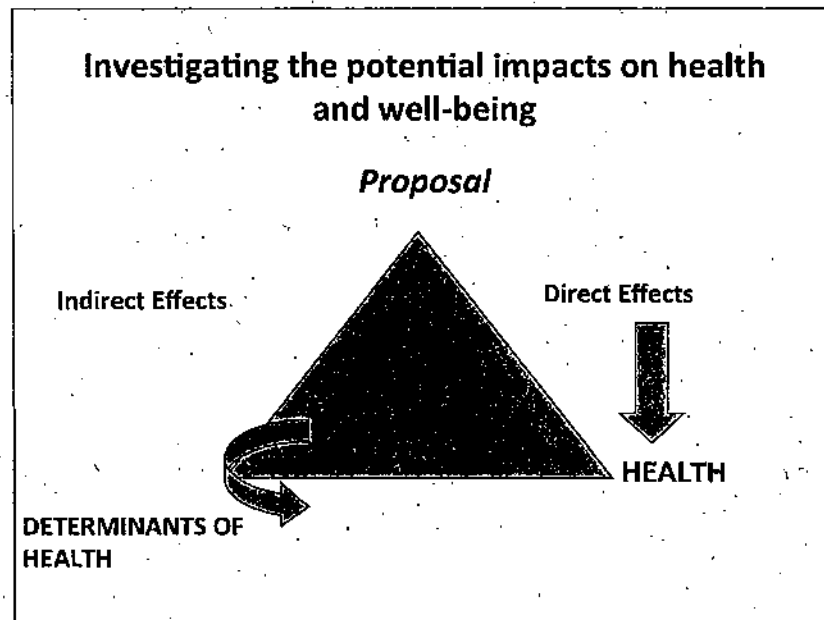 Investigating the potential impacts on health
and well-being
Proposal
Indirect Effects
Direct Effects
HEALTH
DETERMINANTS OF
HEALTH